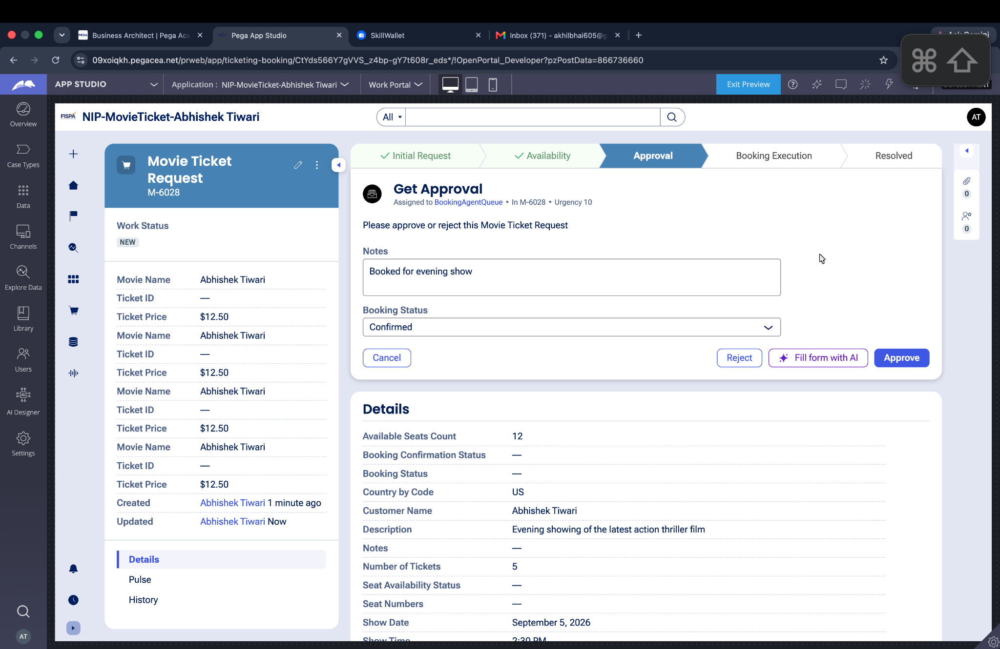 Business Architect | Pega Aca
Pega App Studio
SkillWallet
Inbox (371) - akhilbhai605@g
09xoiqkh.pegacea.net/prweb/app/ticketing-booking/CtYds566Y7gVVS_z4bp-gY7t608r_eds*/!OpenPortal_Developer?pzPostData=866736660
APP STUDIO
Application : NIP-MovieTicket-Abhishek Tiwari
Work Portal
Exit Preview
Overview
Case Types
Data
Channels
Explore Data
Library
Users
AI Designer
Settings
AT
FISPA
NIP-MovieTicket-Abhishek Tiwari
All
AT
Movie Ticket
Request
M-6028
Work Status
NEW
Movie Name Abhishek Tiwari
Ticket ID —
Ticket Price $12.50
Movie Name Abhishek Tiwari
Ticket ID —
Ticket Price $12.50
Movie Name Abhishek Tiwari
Ticket ID —
Ticket Price $12.50
Movie Name Abhishek Tiwari
Ticket ID —
Ticket Price $12.50
Created Abhishek Tiwari 1 minute ago
Updated Abhishek Tiwari Now
Details
Pulse
History
Initial Request
Availability
Approval
Booking Execution
Resolved
Get Approval
Assigned to BookingAgentQueue • In M-6028 • Urgency 10
Please approve or reject this Movie Ticket Request
Notes
Booked for evening show
Booking Status
Confirmed
Cancel
Reject
Fill form with AI
Approve
0
0
Details
Available Seats Count 12
Booking Confirmation Status —
Booking Status —
Country by Code US
Customer Name Abhishek Tiwari
Description Evening showing of the latest action thriller film
Notes —
Number of Tickets 5
Seat Availability Status —
Seat Numbers —
Show Date September 5, 2026
Show Time 2:30 PM